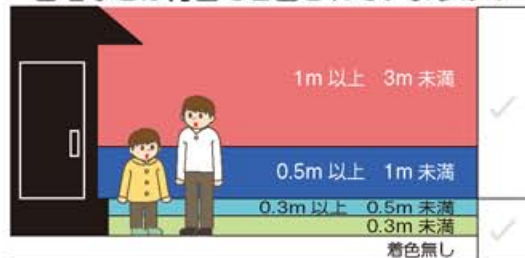 1m 以上 3m 未満
0.5m 以上 1m 未満
0.3m 以上 0.5m 未満
0.3m 未満
着色無し